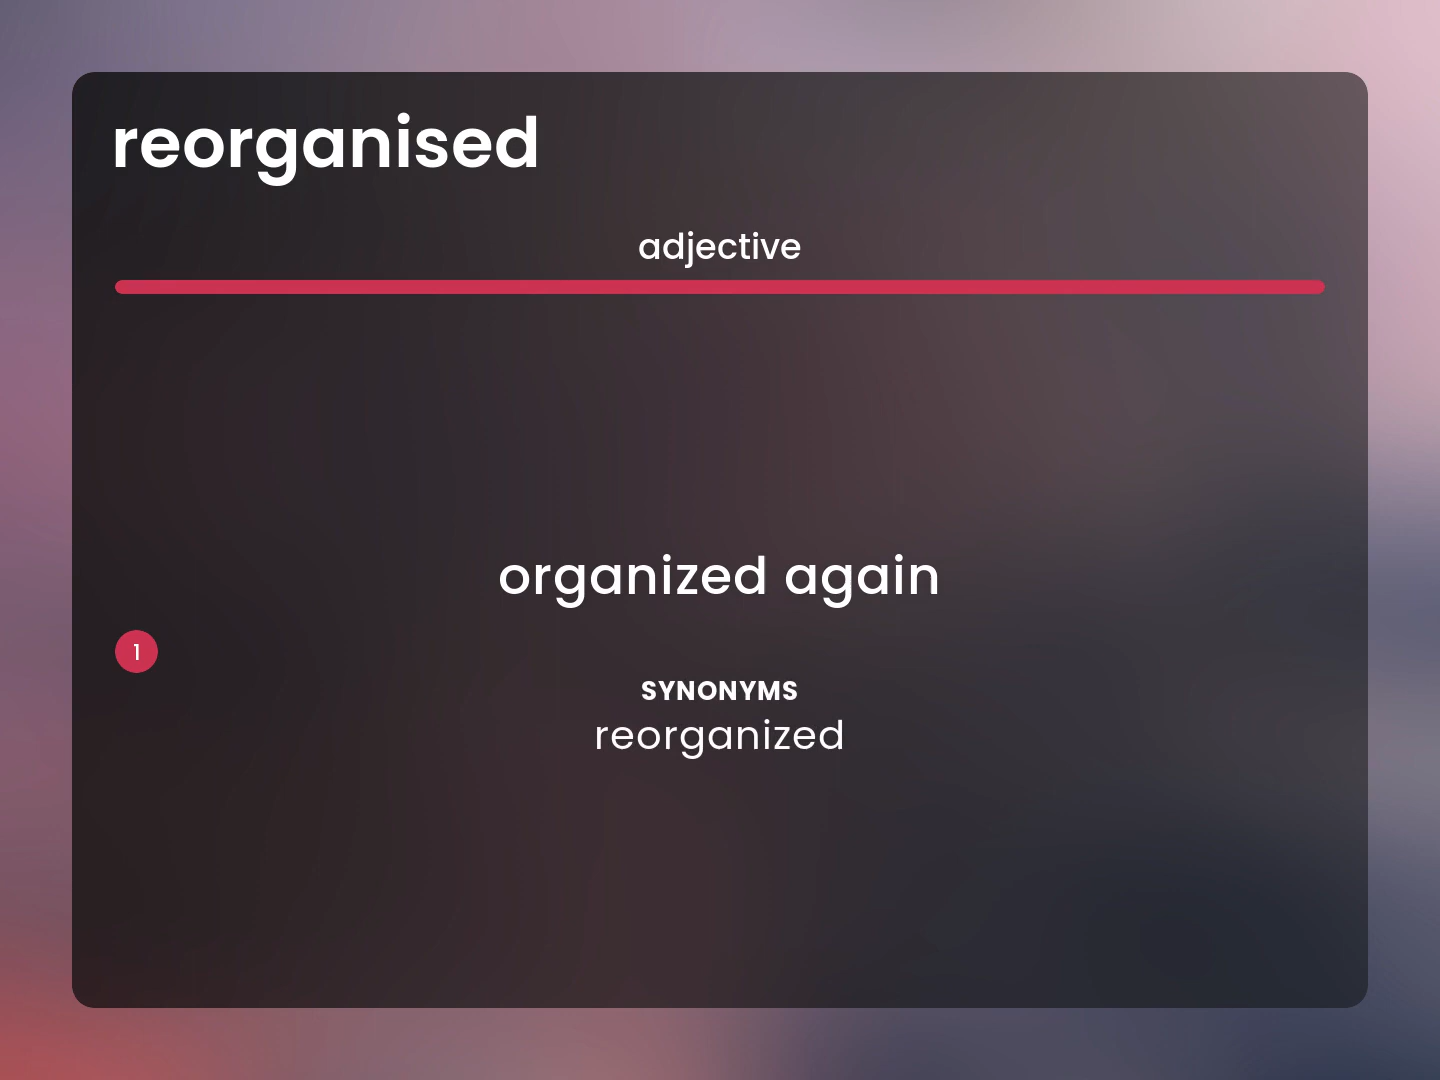 reorganised
adjective
organized again
1
SYNONYMS
reorganized